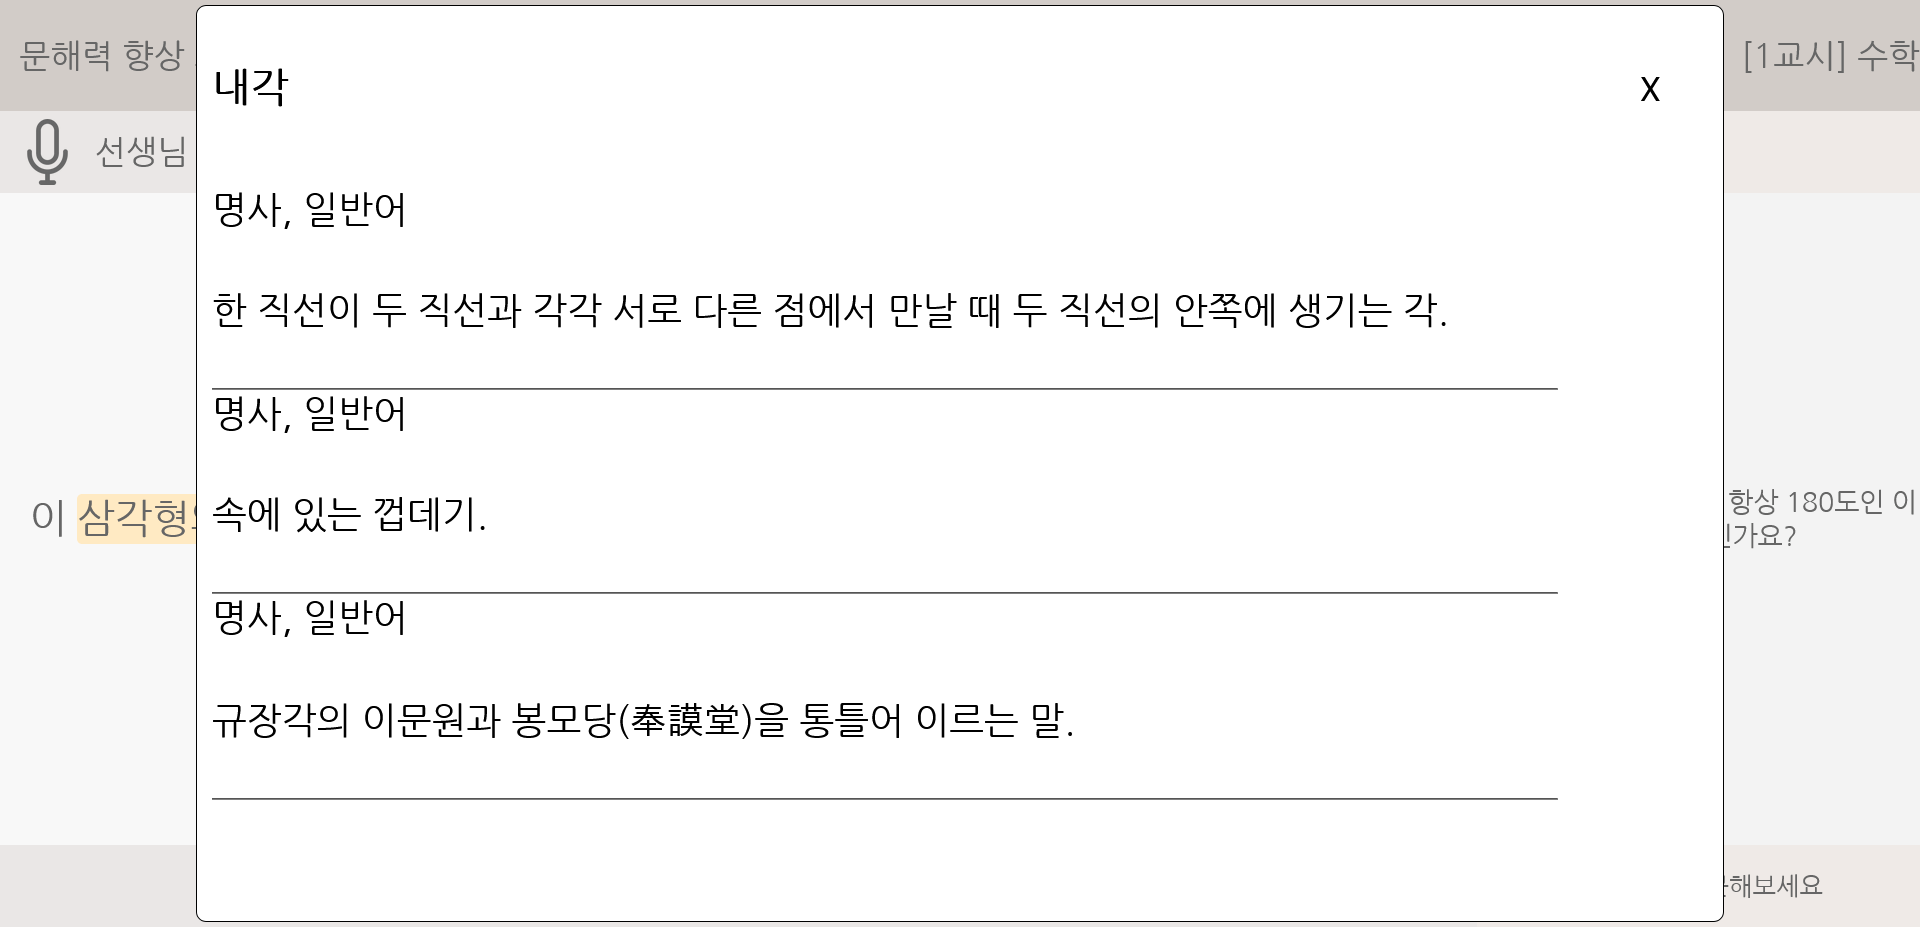 문해력 향상
[1교시] 수학
선생님
내각
X
명사, 일반어
한 직선이 두 직선과 각각 서로 다른 점에서 만날 때 두 직선의 안쪽에 생기는 각.
명사, 일반어
속에 있는 껍데기.
명사, 일반어
규장각의 이문원과 봉모당(奉謨堂)을 통틀어 이르는 말.
이 삼각형
항상 180도인 이
인가요?
해보세요